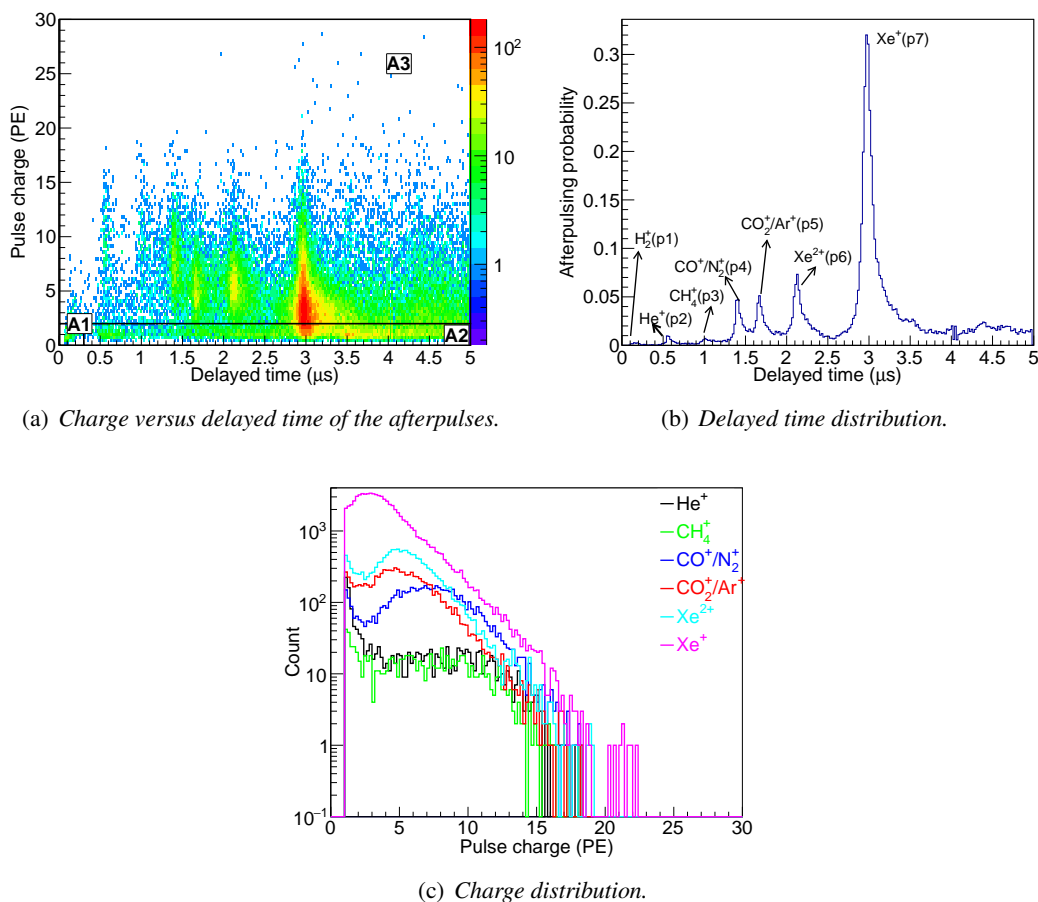 30
25
20
15
10
5
0
Pulse charge (PE)
A3
A1
A2
10²
10
1
0 0.5 1 1.5 2 2.5 3 3.5 4 4.5 5
Delayed time (μs)
(a) Charge versus delayed time of the afterpulses.
0.3
0.25
0.2
0.15
0.1
0.05
0
Afterpulsing probability
Xe⁺(p7)
CO₂⁺/Ar⁺(p5)
H₂⁺(p1)
Xe²⁺(p6)
CO⁺/N₂⁺(p4)
CH₄⁺(p3)
He⁺(p2)
0 0.5 1 1.5 2 2.5 3 3.5 4 4.5 5
Delayed time (μs)
(b) Delayed time distribution.
10³
10²
10
1
10⁻¹
Count
He⁺
CH₄⁺
CO⁺/N₂⁺
CO₂⁺/Ar⁺
Xe²⁺
Xe⁺
0 5 10 15 20 25 30
Pulse charge (PE)
(c) Charge distribution.